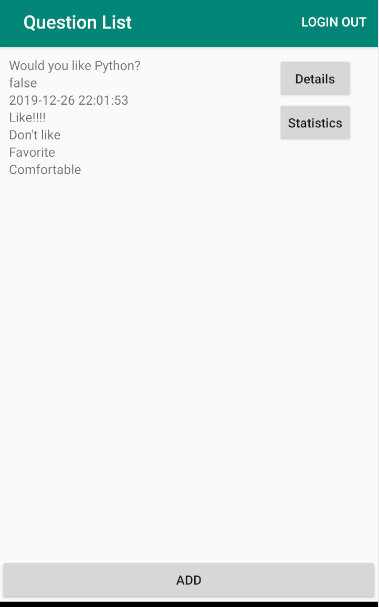 Question List
LOGIN OUT
Would you like Python?
false
2019-12-26 22:01:53
Like!!!!
Don't like
Favorite
Comfortable
Details
Statistics
ADD